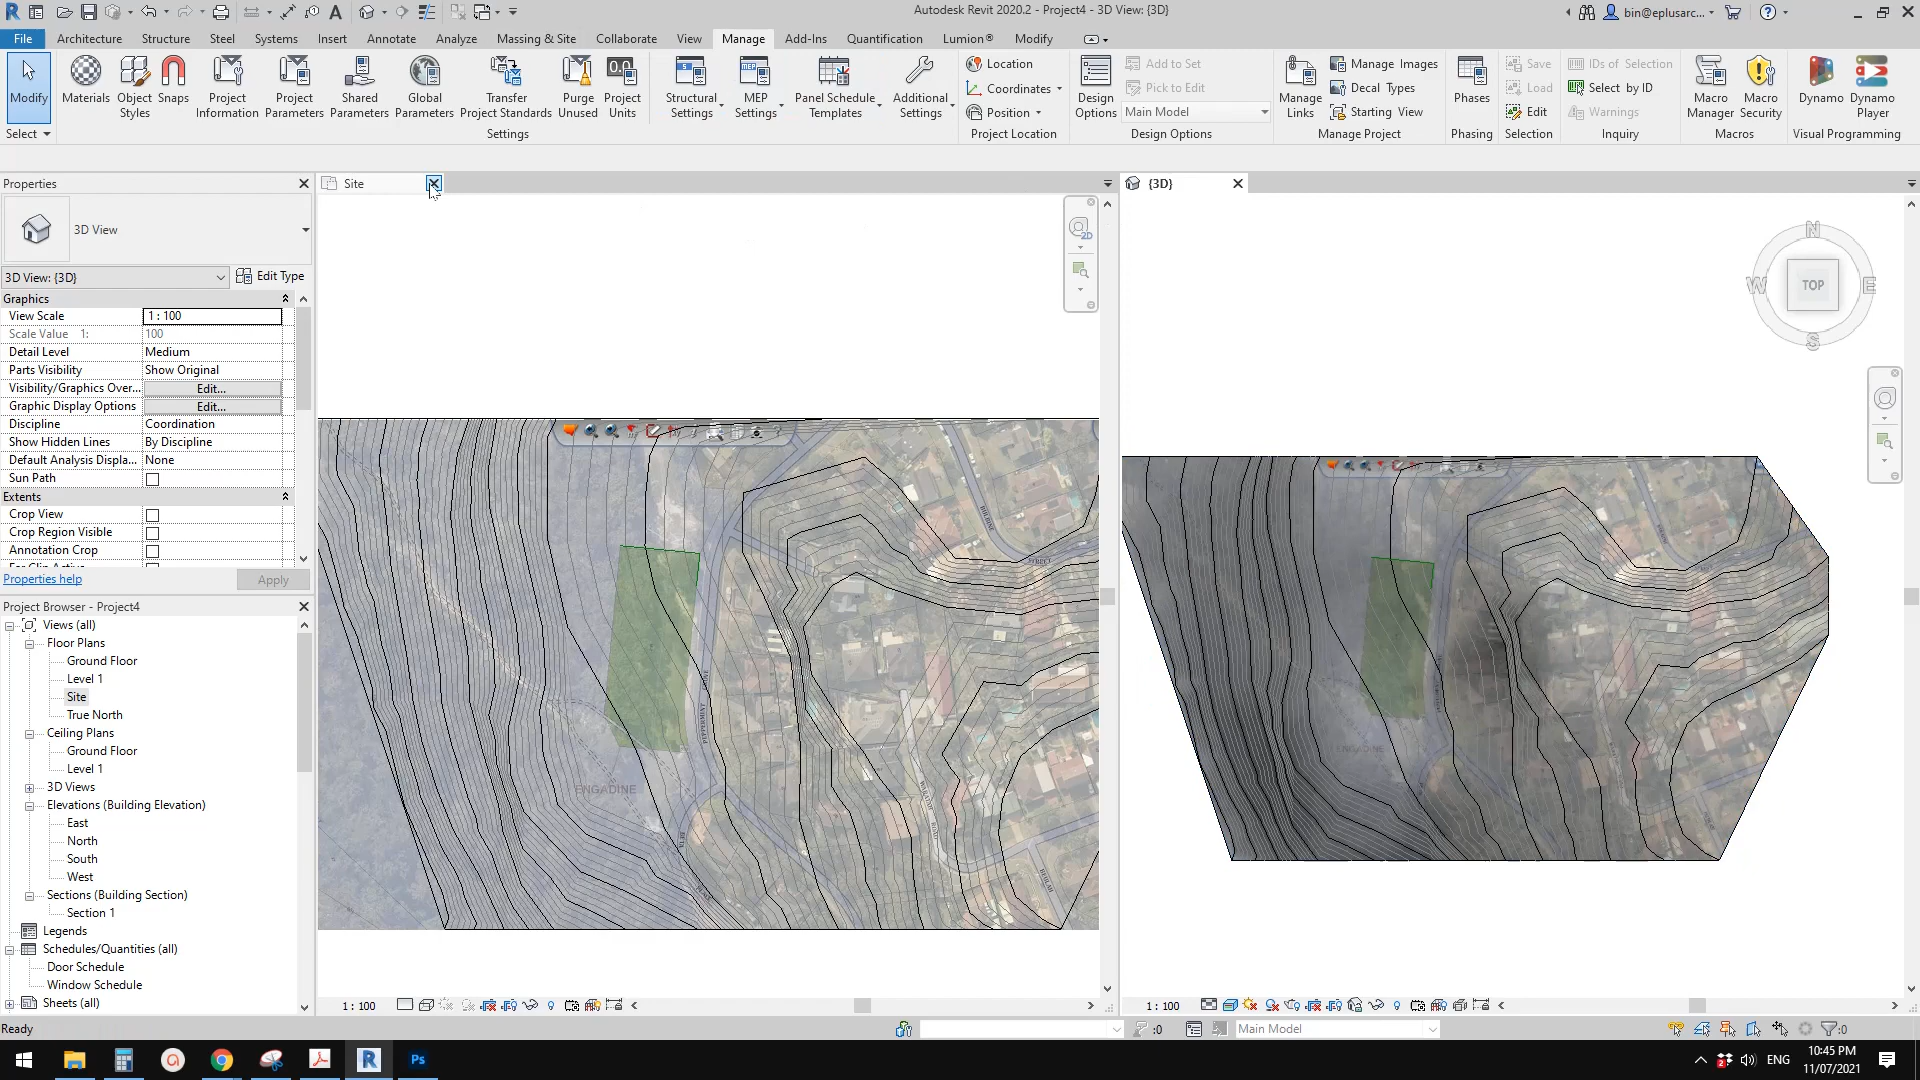 Autodesk Revit 2020.2 - Project4 - 3D View: {3D}
bin@eplusarc...
File Architecture Structure Steel Systems Insert Annotate Analyze Massing & Site Collaborate View Manage Add-Ins Quantification Lumion® Modify
Modify
Select
Materials
Object Styles
Snaps
Project Information
Project Parameters
Shared Parameters
Global Parameters
Transfer Project Standards
Purge Unused
Project Units
Settings
Structural Settings
MEP Settings
Panel Schedule Templates
Additional Settings
Location
Coordinates
Position
Project Location
Design Options
Add to Set
Pick to Edit
Main Model
Design Options
Manage Links
Manage Images
Decal Types
Starting View
Manage Project
Phases
Phasing
Save
Load
Edit
Selection
IDs of Selection
Select by ID
Warnings
Inquiry
Macro Manager
Macro Security
Macros
Dynamo
Dynamo Player
Visual Programming
Properties
3D View
3D View: {3D}
Edit Type
Graphics
View Scale 1 : 100
Scale Value 1: 100
Detail Level Medium
Parts Visibility Show Original
Visibility/Graphics Over... Edit...
Graphic Display Options Edit...
Discipline Coordination
Show Hidden Lines By Discipline
Default Analysis Displa... None
Sun Path
Extents
Crop View
Crop Region Visible
Annotation Crop
Properties help
Apply
Project Browser - Project4
Views (all)
Floor Plans
Ground Floor
Level 1
Site
True North
Ceiling Plans
Ground Floor
Level 1
3D Views
Elevations (Building Elevation)
East
North
South
West
Sections (Building Section)
Section 1
Legends
Schedules/Quantities (all)
Door Schedule
Window Schedule
Sheets (all)
Site
2D
ENGADINE
STREET
1 : 100
{3D}
N
W
TOP
E
S
ENGADINE
1 : 100
Ready
:0
Main Model
:0
Ps
ENG
10:45 PM
11/07/2021